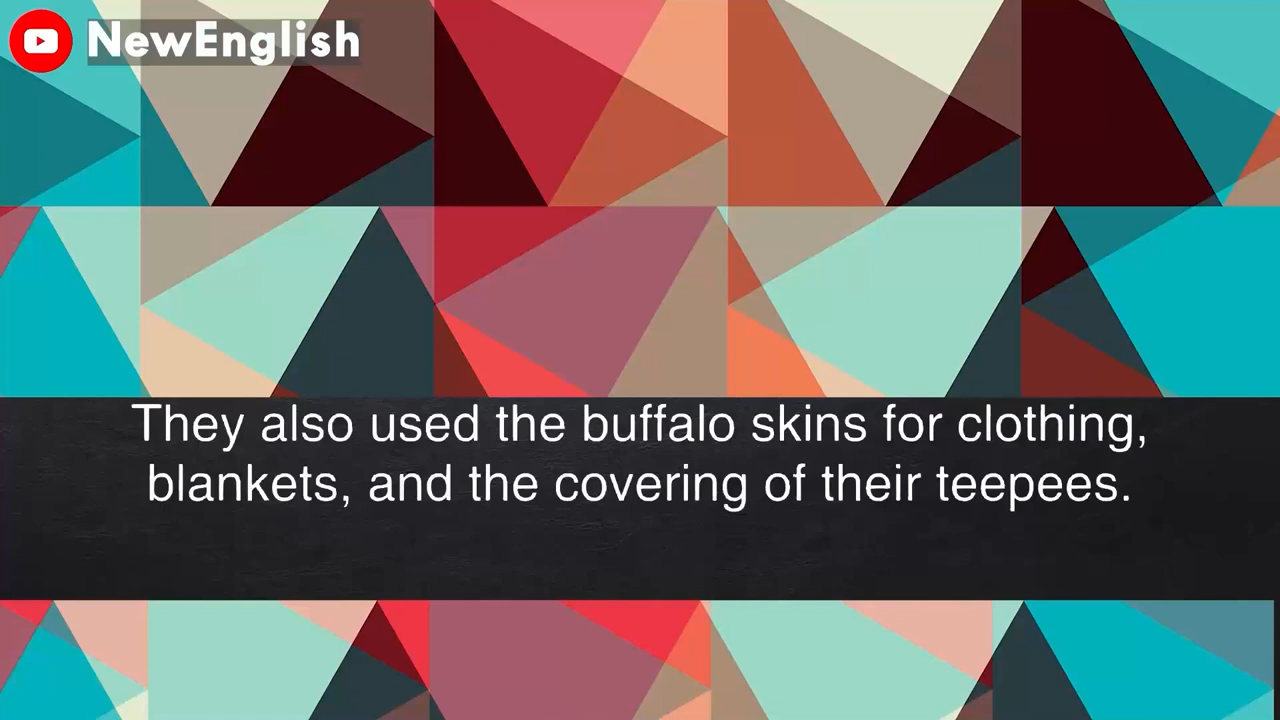 NewEnglish
They also used the buffalo skins for clothing,
blankets, and the covering of their teepees.